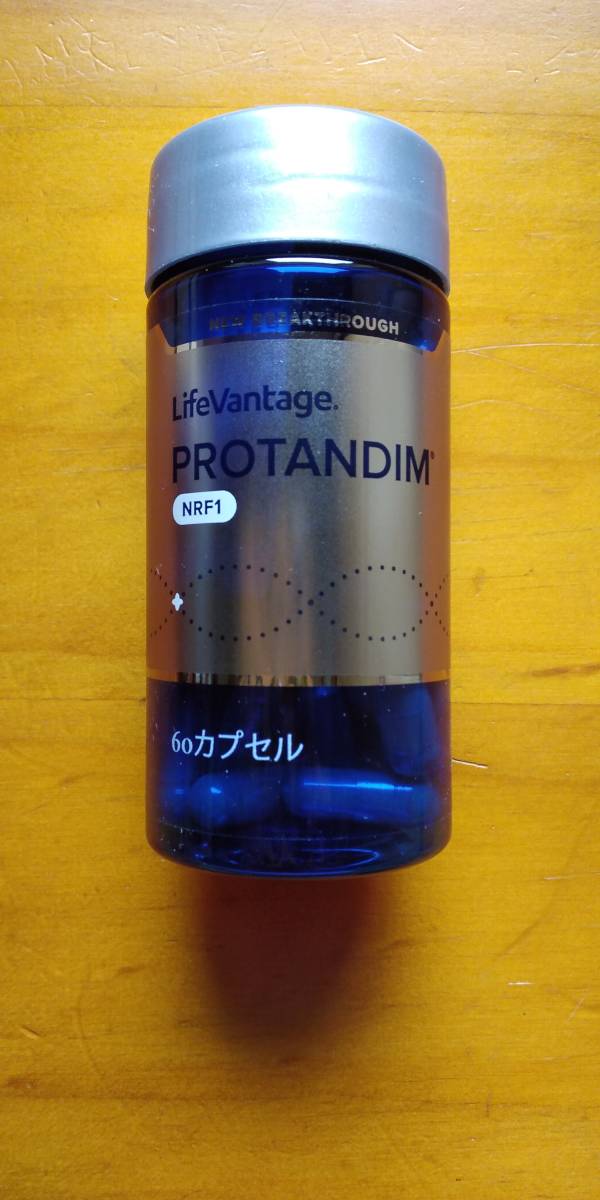 NEW BREAKTHROUGH
LifeVantage.
PROTANDIM®
NRF1
60カプセル